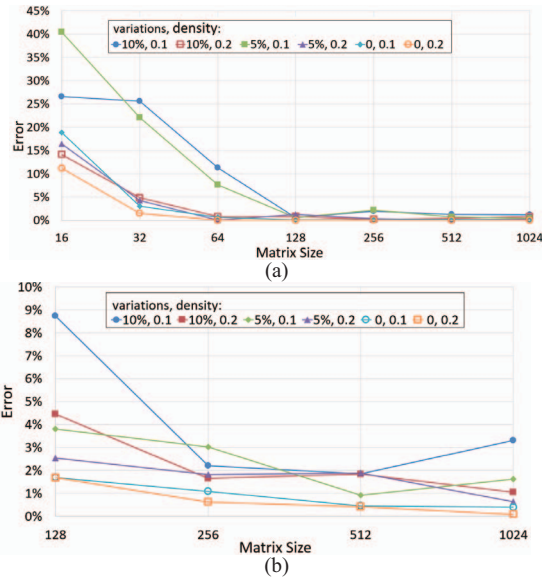 45%
40%
35%
30%
25%
20%
15%
10%
5%
0%
Error
variations, density:
10%, 0.1 10%, 0.2 5%, 0.1 5%, 0.2 0, 0.1 0, 0.2
16 32 64 128 256 512 1024
Matrix Size
(a)
10%
9%
8%
7%
6%
5%
4%
3%
2%
1%
0%
Error
variations, density:
10%, 0.1 10%, 0.2 5%, 0.1 5%, 0.2 0, 0.1 0, 0.2
128 256 512 1024
Matrix Size
(b)